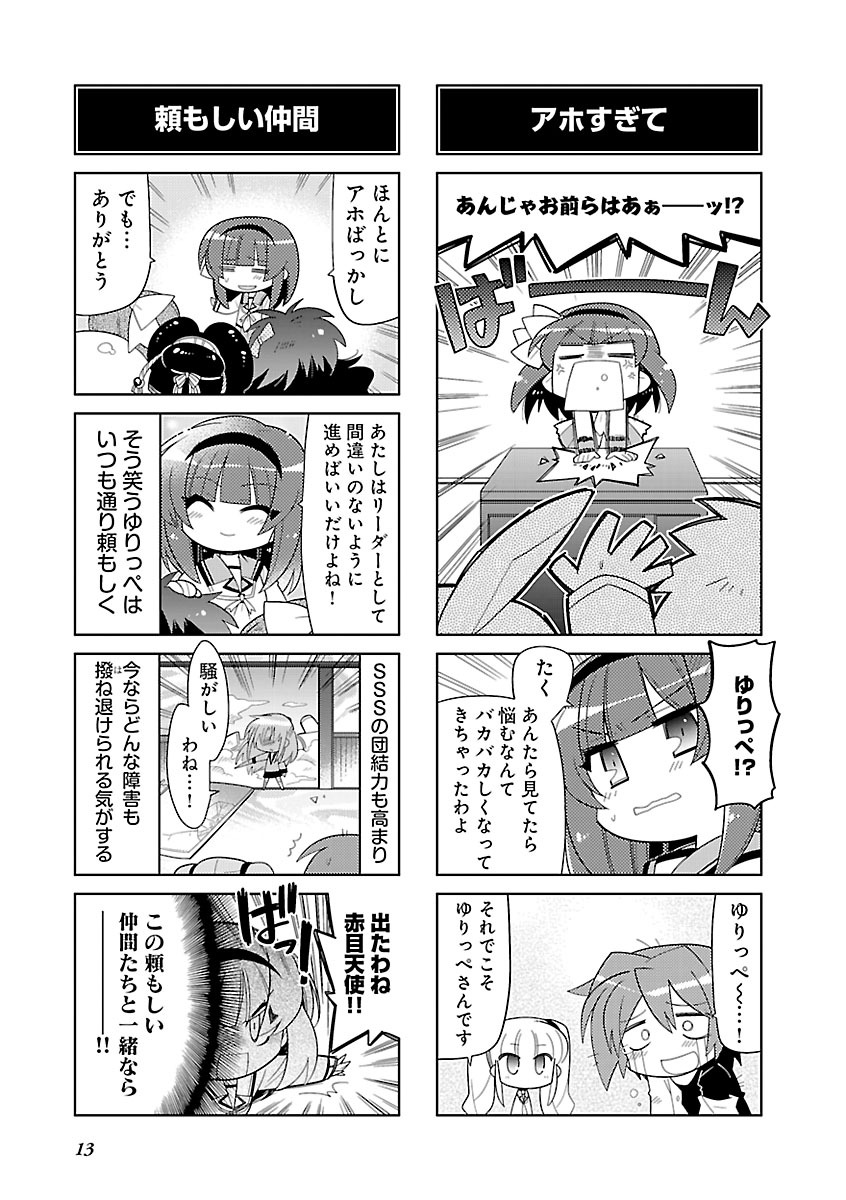 アホすぎて
あんじゃお前らはあぁ──ッ!?
ばーーん
ゆりっぺ!?
たく
あんたら見てたら
悩むなんて
バカバカしくなって
きちゃったわよ
ゆりっぺ〜…!
それでこそ
ゆりっぺさんです
頼もしい仲間
ほんとに
アホばっかし
でも…
ありがとう
あたしはリーダーとして
間違いのないように
進めばいいだけよね!
そう笑うゆりっぺは
いつも通り頼もしく
SSSの団結力も高まり
騒がしい
わね…!
今ならどんな障害も
撥ね退けられる気がする
は
出たわね
赤目天使!!
ばっ!
この頼もしい
仲間たちと一緒なら
──!!
13